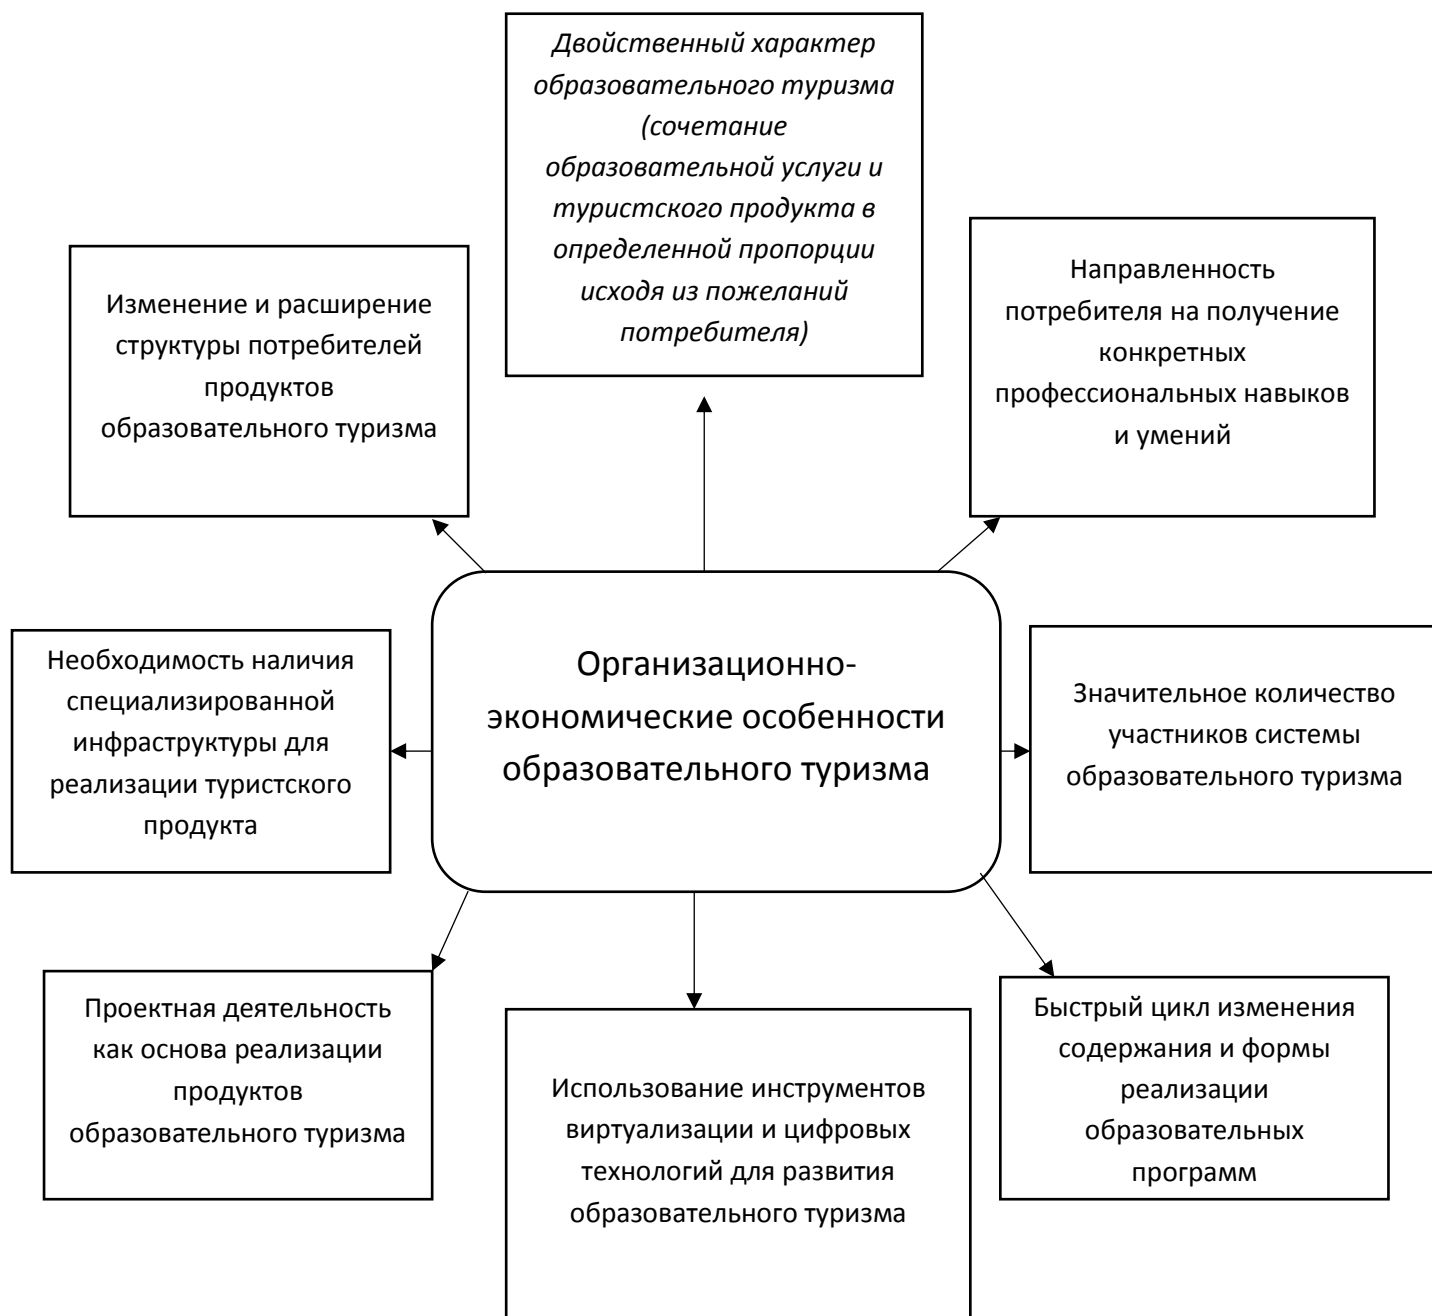 Двойственный характер
образовательного туризма
(сочетание
образовательной услуги и
туристского продукта в
определенной пропорции
исходя из пожеланий
потребителя)
Изменение и расширение
структуры потребителей
продуктов
образовательного туризма
Направленность
потребителя на получение
конкретных
профессиональных навыков
и умений
Необходимость наличия
специализированной
инфраструктуры для
реализации туристского
продукта
Организационно-
экономические особенности
образовательного туризма
Значительное количество
участников системы
образовательного туризма
Проектная деятельность
как основа реализации
продуктов
образовательного туризма
Использование инструментов
виртуализации и цифровых
технологий для развития
образовательного туризма
Быстрый цикл изменения
содержания и формы
реализации
образовательных
программ